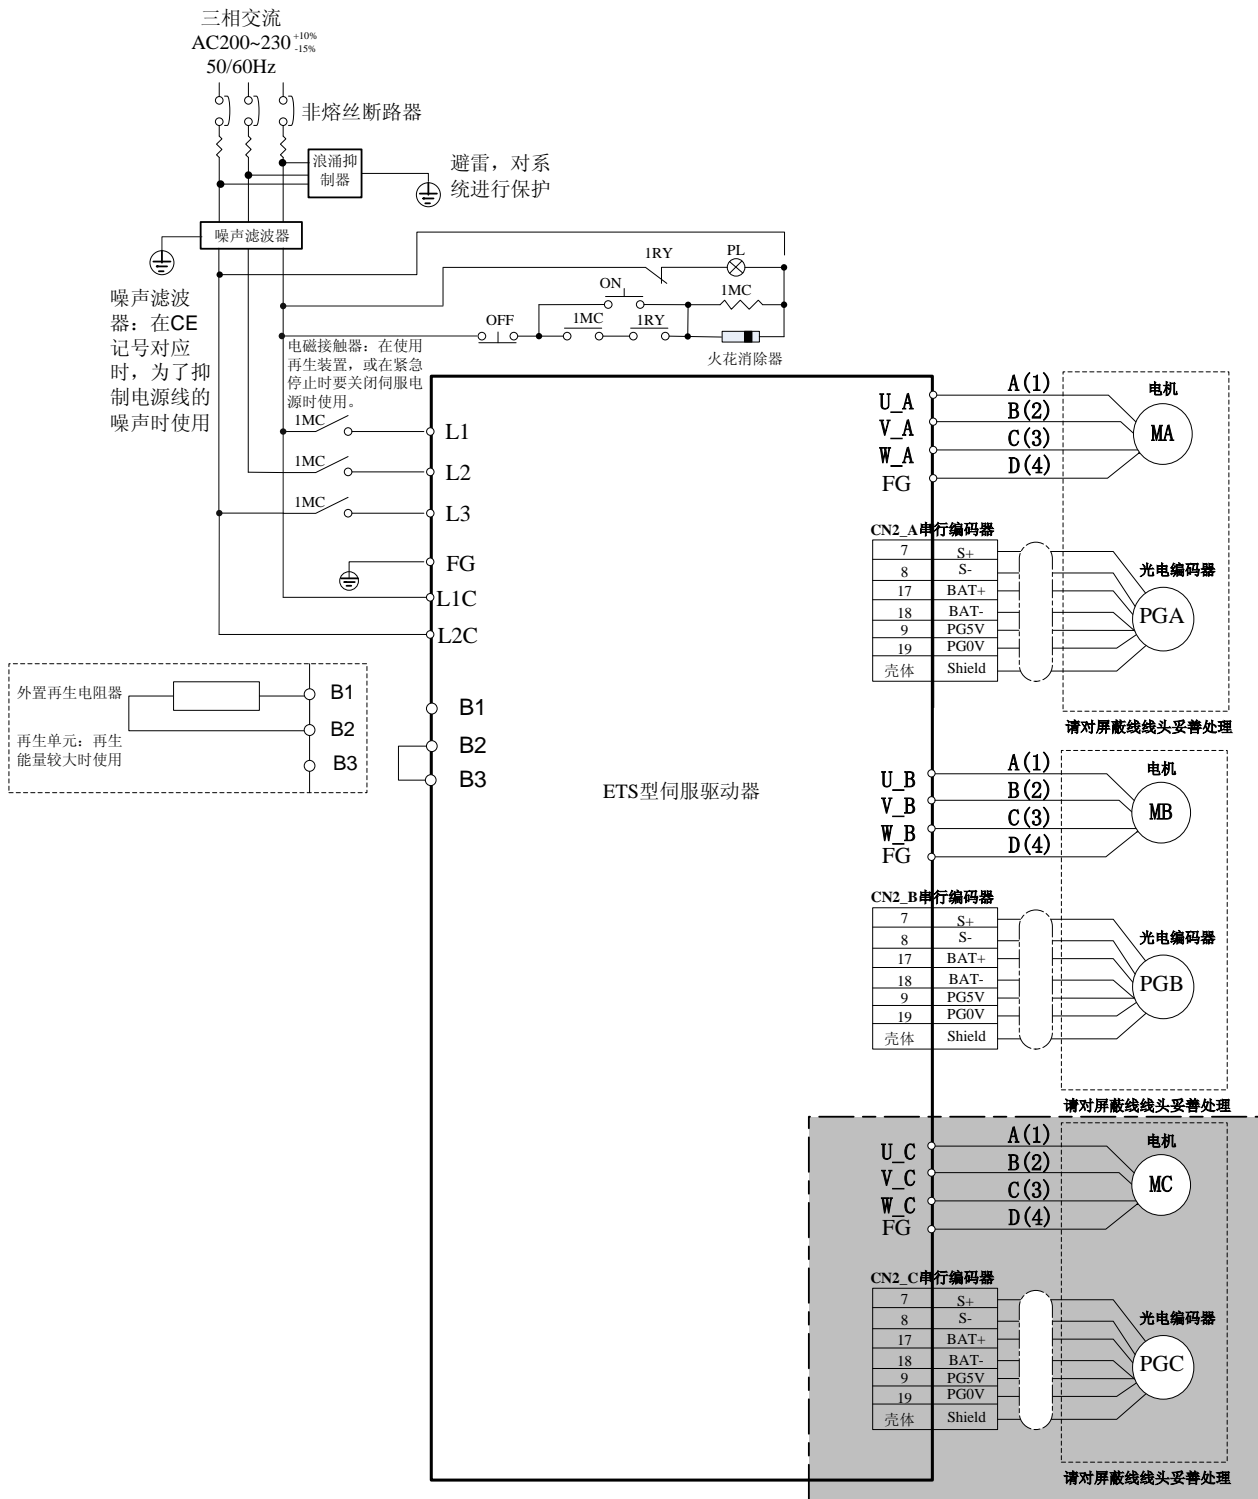 三相交流
AC200~230 +10%
-15%
50/60Hz
非熔丝断路器
浪涌抑
制器
避雷，对系
统进行保护
噪声滤波器
噪声滤波
器：在CE
记号对应
时，为了抑
制电源线的
噪声时使用
1RY
PL
ON
1MC
OFF
1MC
1RY
火花消除器
电磁接触器：在使用
再生装置，或在紧急
停止时要关闭伺服电
源时使用。
1MC
L1
1MC
L2
1MC
L3
FG
L1C
L2C
外置再生电阻器
再生单元：再生
能量较大时使用
B1
B2
B3
B1
B2
B3
ETS型伺服驱动器
U_A
V_A
W_A
FG
A(1)
B(2)
C(3)
D(4)
电机
MA
CN2_A串行编码器
7 S+
8 S-
17 BAT+
18 BAT-
9 PG5V
19 PG0V
壳体 Shield
光电编码器
PGA
请对屏蔽线线头妥善处理
U_B
V_B
W_B
FG
A(1)
B(2)
C(3)
D(4)
电机
MB
CN2_B串行编码器
7 S+
8 S-
17 BAT+
18 BAT-
9 PG5V
19 PG0V
壳体 Shield
光电编码器
PGB
请对屏蔽线线头妥善处理
U_C
V_C
W_C
FG
A(1)
B(2)
C(3)
D(4)
电机
MC
CN2_C串行编码器
7 S+
8 S-
17 BAT+
18 BAT-
9 PG5V
19 PG0V
壳体 Shield
光电编码器
PGC
请对屏蔽线线头妥善处理